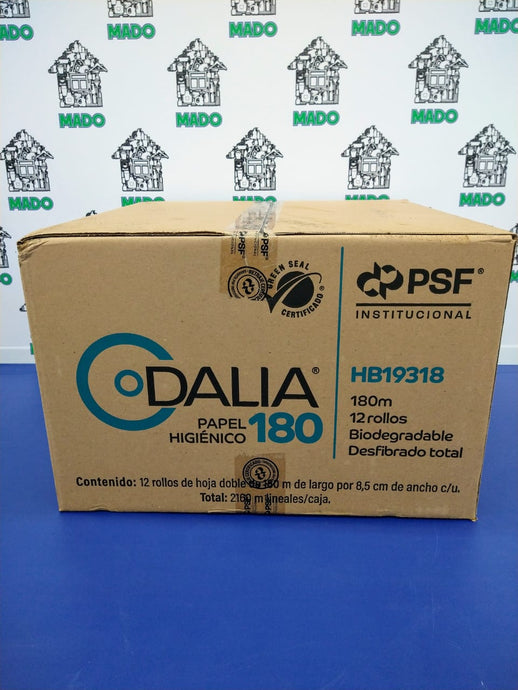 MADO
MADO
MADO
MADO
MADO
MADO
MADO
MADO
MADO
MADO
MADO
MADO
PSF
GREEN SEAL
CERTIFICADO®
PSF®
INSTITUCIONAL
DALIA®
PAPEL
HIGIÉNICO
180
HB19318
180m
12 rollos
Biodegradable
Desfibrado total
Contenido: 12 rollos de hoja doble de 180 m de largo por 8,5 cm de ancho c/u.
Total: 2160 m lineales/caja.
PSF